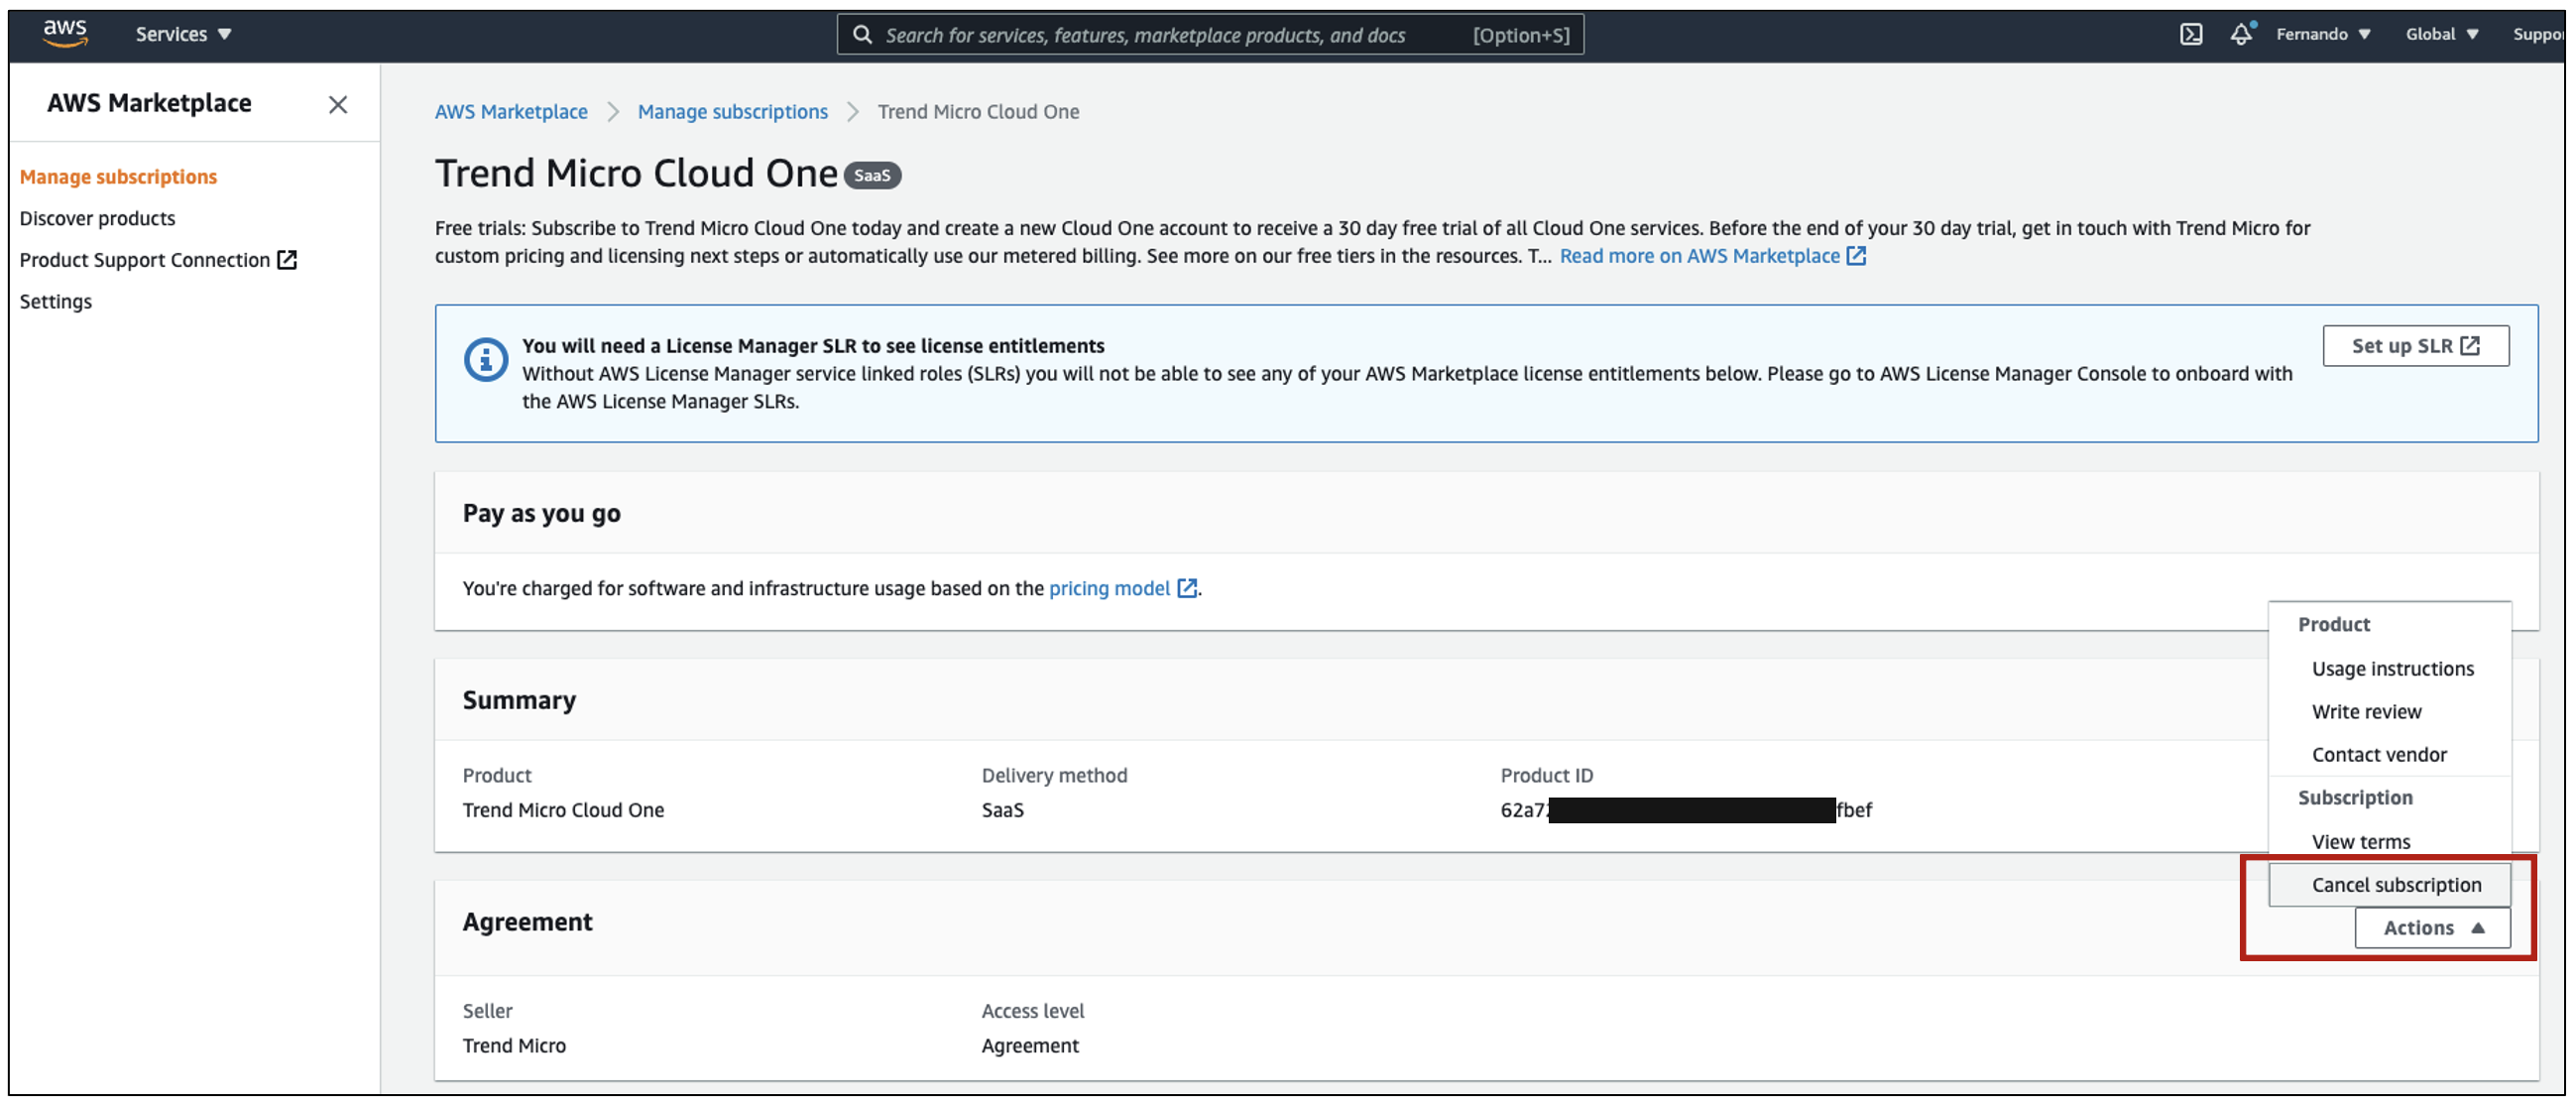 aws
Services
Search for services, features, marketplace products, and docs
[Option+S]
Fernando
Global
Suppo
AWS Marketplace
Manage subscriptions
Discover products
Product Support Connection
Settings
AWS Marketplace
Manage subscriptions
Trend Micro Cloud One
Trend Micro Cloud One SaaS
Free trials: Subscribe to Trend Micro Cloud One today and create a new Cloud One account to receive a 30 day free trial of all Cloud One services. Before the end of your 30 day trial, get in touch with Trend Micro for
custom pricing and licensing next steps or automatically use our metered billing. See more on our free tiers in the resources. T... Read more on AWS Marketplace
You will need a License Manager SLR to see license entitlements
Without AWS License Manager service linked roles (SLRs) you will not be able to see any of your AWS Marketplace license entitlements below. Please go to AWS License Manager Console to onboard with
the AWS License Manager SLRs.
Set up SLR
Pay as you go
You're charged for software and infrastructure usage based on the pricing model.
Summary
Product
Trend Micro Cloud One
Delivery method
SaaS
Product ID
62a7 fbef
Product
Usage instructions
Write review
Contact vendor
Subscription
View terms
Cancel subscription
Actions
Agreement
Seller
Trend Micro
Access level
Agreement